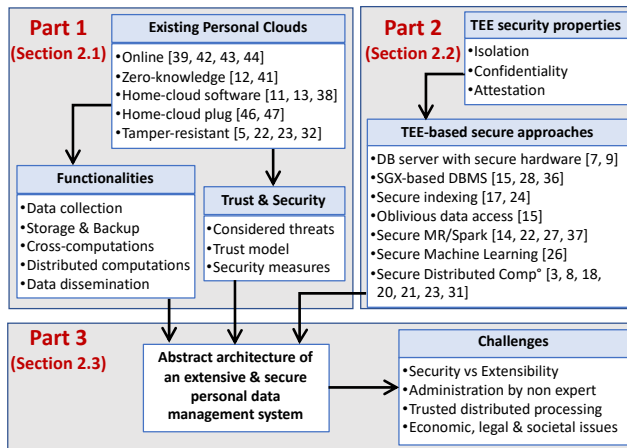 Part 1
(Section 2.1)
Existing Personal Clouds
•Online [39, 42, 43, 44]
•Zero-knowledge [12, 41]
•Home-cloud software [11, 13, 38]
•Home-cloud plug [46, 47]
•Tamper-resistant [5, 22, 23, 32]
Functionalities
•Data collection
•Storage & Backup
•Cross-computations
•Distributed computations
•Data dissemination
Trust & Security
•Considered threats
•Trust model
•Security measures
Part 2
(Section 2.2)
TEE security properties
•Isolation
•Confidentiality
•Attestation
TEE-based secure approaches
•DB server with secure hardware [7, 9]
•SGX-based DBMS [15, 28, 36]
•Secure indexing [17, 24]
•Oblivious data access [15]
•Secure MR/Spark [14, 22, 27, 37]
•Secure Machine Learning [26]
•Secure Distributed Comp° [3, 8, 18,
20, 21, 23, 31]
Part 3
(Section 2.3)
Abstract architecture of
an extensive & secure
personal data
management system
Challenges
•Security vs Extensibility
•Administration by non expert
•Trusted distributed processing
•Economic, legal & societal issues